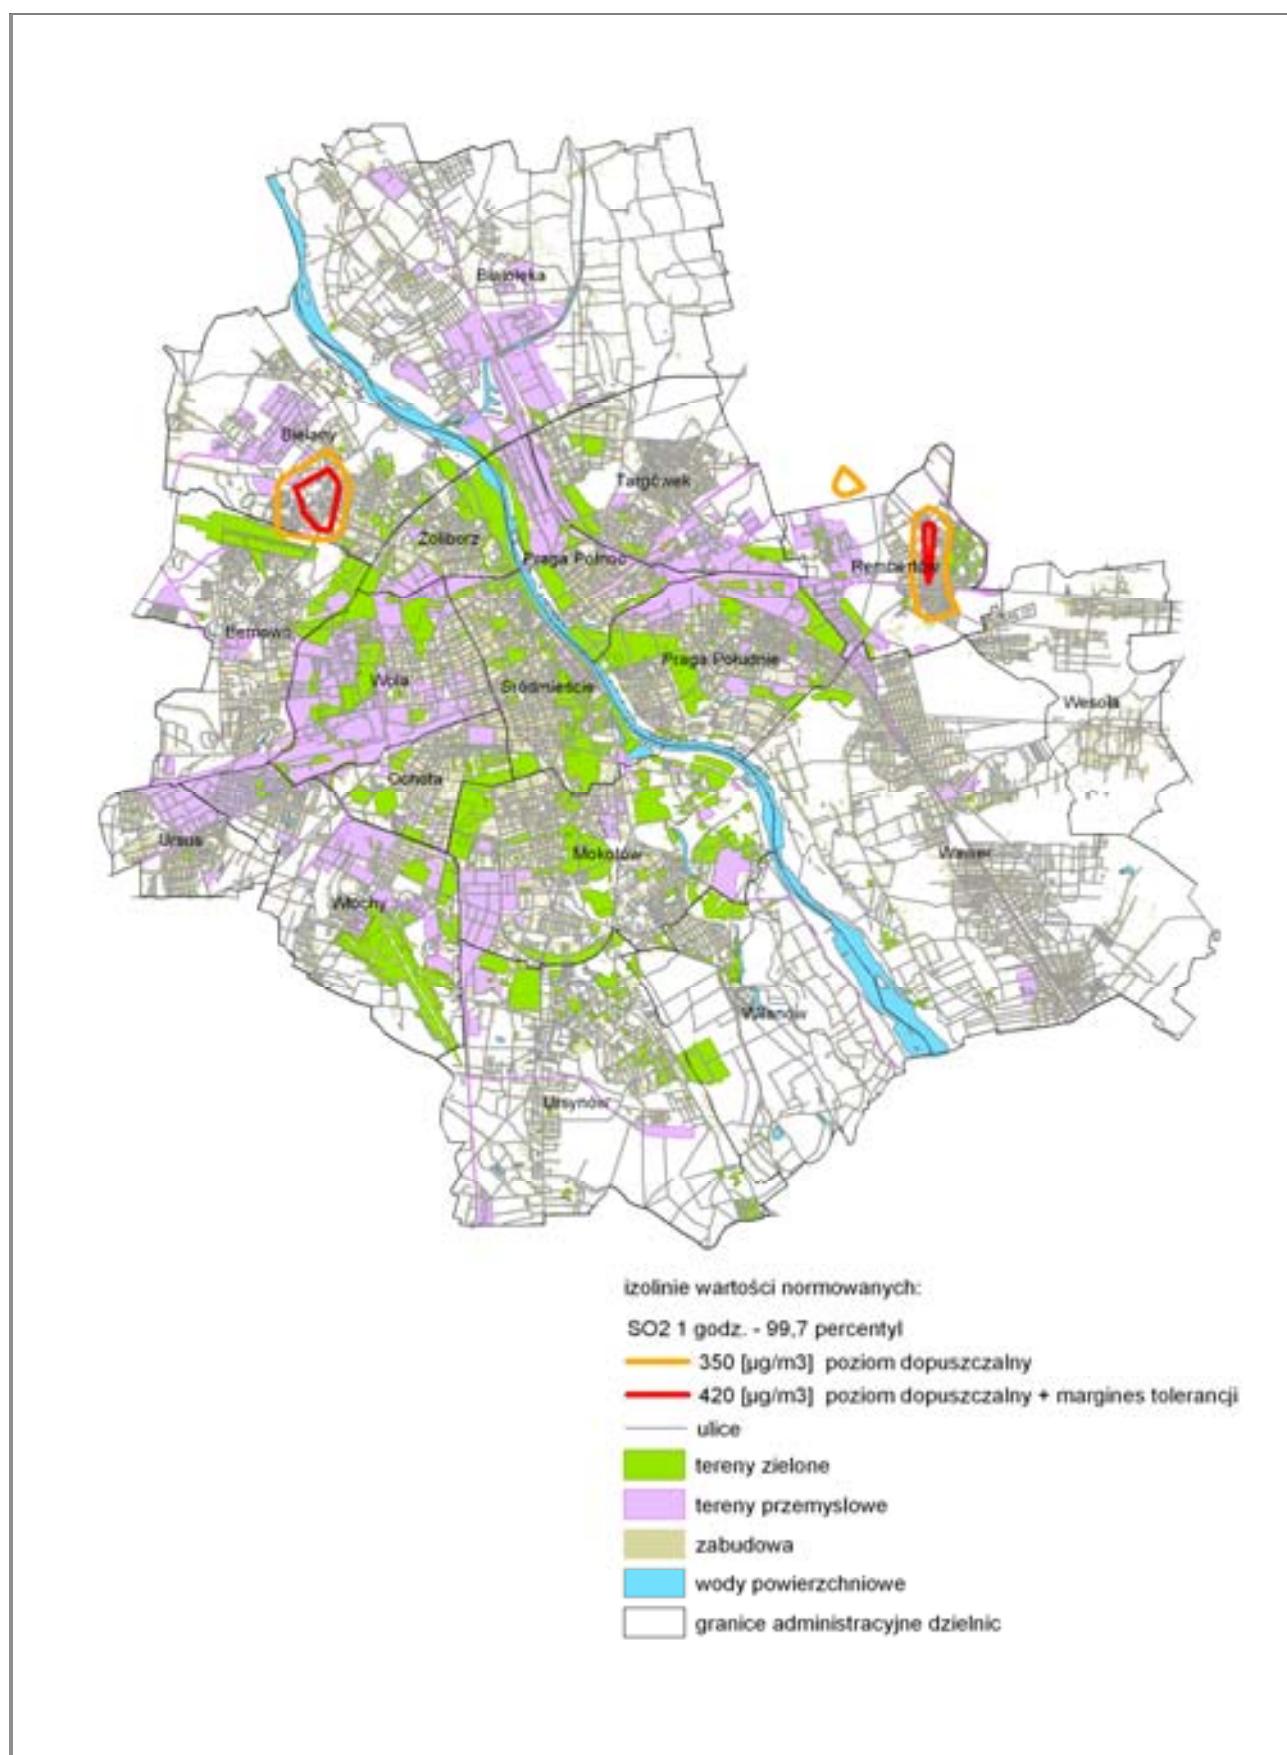 Białołęka
Bielany
Targówek
Żoliborz
Praga Północ
Rembertów
Bemowo
Praga Południe
Wola
Śródmieście
Wesoła
Ochota
Ursus
Mokotów
Wawer
Włochy
Wilanów
Ursynów
izolinie wartości normowanych:
SO2 1 godz. - 99,7 percentyl
350 [µg/m3] poziom dopuszczalny
420 [µg/m3] poziom dopuszczalny + margines tolerancji
ulice
tereny zielone
tereny przemyslowe
zabudowa
wody powierzchniowe
granice administracyjne dzielnic